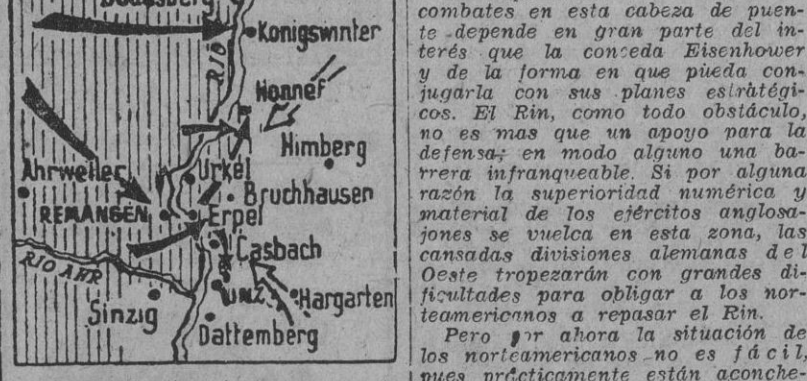 Konigswinter
RIO
Honnef
Himberg
Ahrweiler
Urkel
Bruchhausen
REMANGEN
Erpel
Casbach
RIO AHR
Hargarten
Sinzig
Dattemberg
combates en esta cabeza de puen-
te depende en gran parte del in-
terés que la conceda Eisenhower
y de la forma en que pueda con-
jugarla con sus planes estratégi-
cos. El Rin, como todo obstáculo,
no es mas que un apoyo para la
defensa; en modo alguno una ba-
rrera infranqueable. Si por alguna
razón la superioridad numérica y
material de los ejércitos anglosa-
jones se vuelca en esta zona, las
cansadas divisiones alemanas del
Oeste tropezarán con grandes di-
ficultades para obligar a los nor-
teamericanos a repasar el Rin.
Pero por ahora la situación de
los norteamericanos no es fácil,
pues prácticamente están aconche-